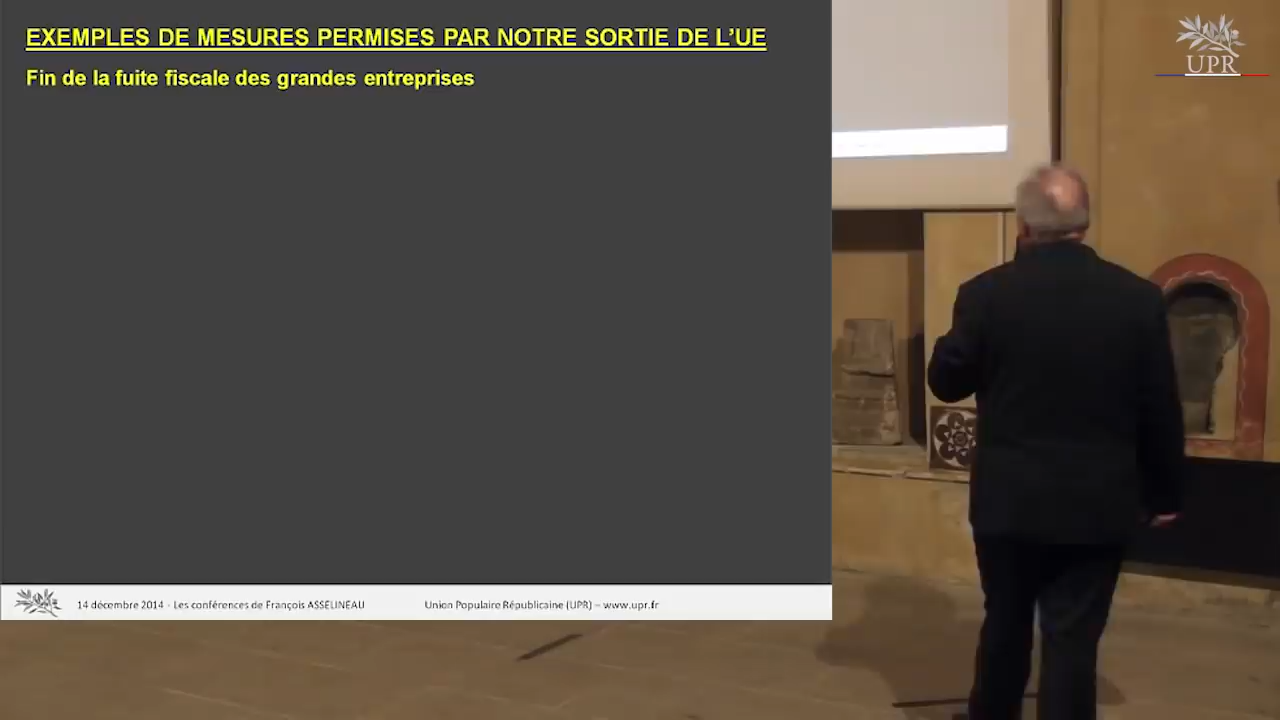 EXEMPLES DE MESURES PERMISES PAR NOTRE SORTIE DE L'UE
Fin de la fuite fiscale des grandes entreprises
UPR
14 décembre 2014 - Les conférences de François ASSELINEAU
Union Populaire Républicaine (UPR) – www.upr.fr